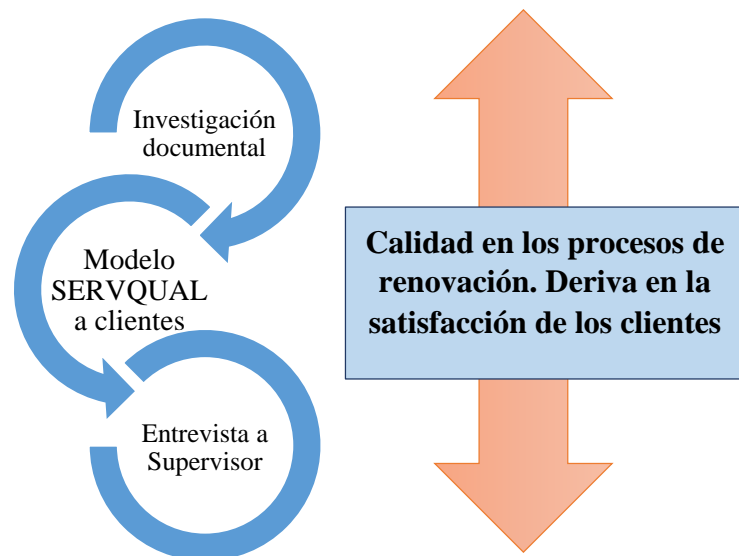 Investigación
documental
Modelo
SERVQUAL
a clientes
Entrevista a
Supervisor
Calidad en los procesos de
renovación. Deriva en la
satisfacción de los clientes